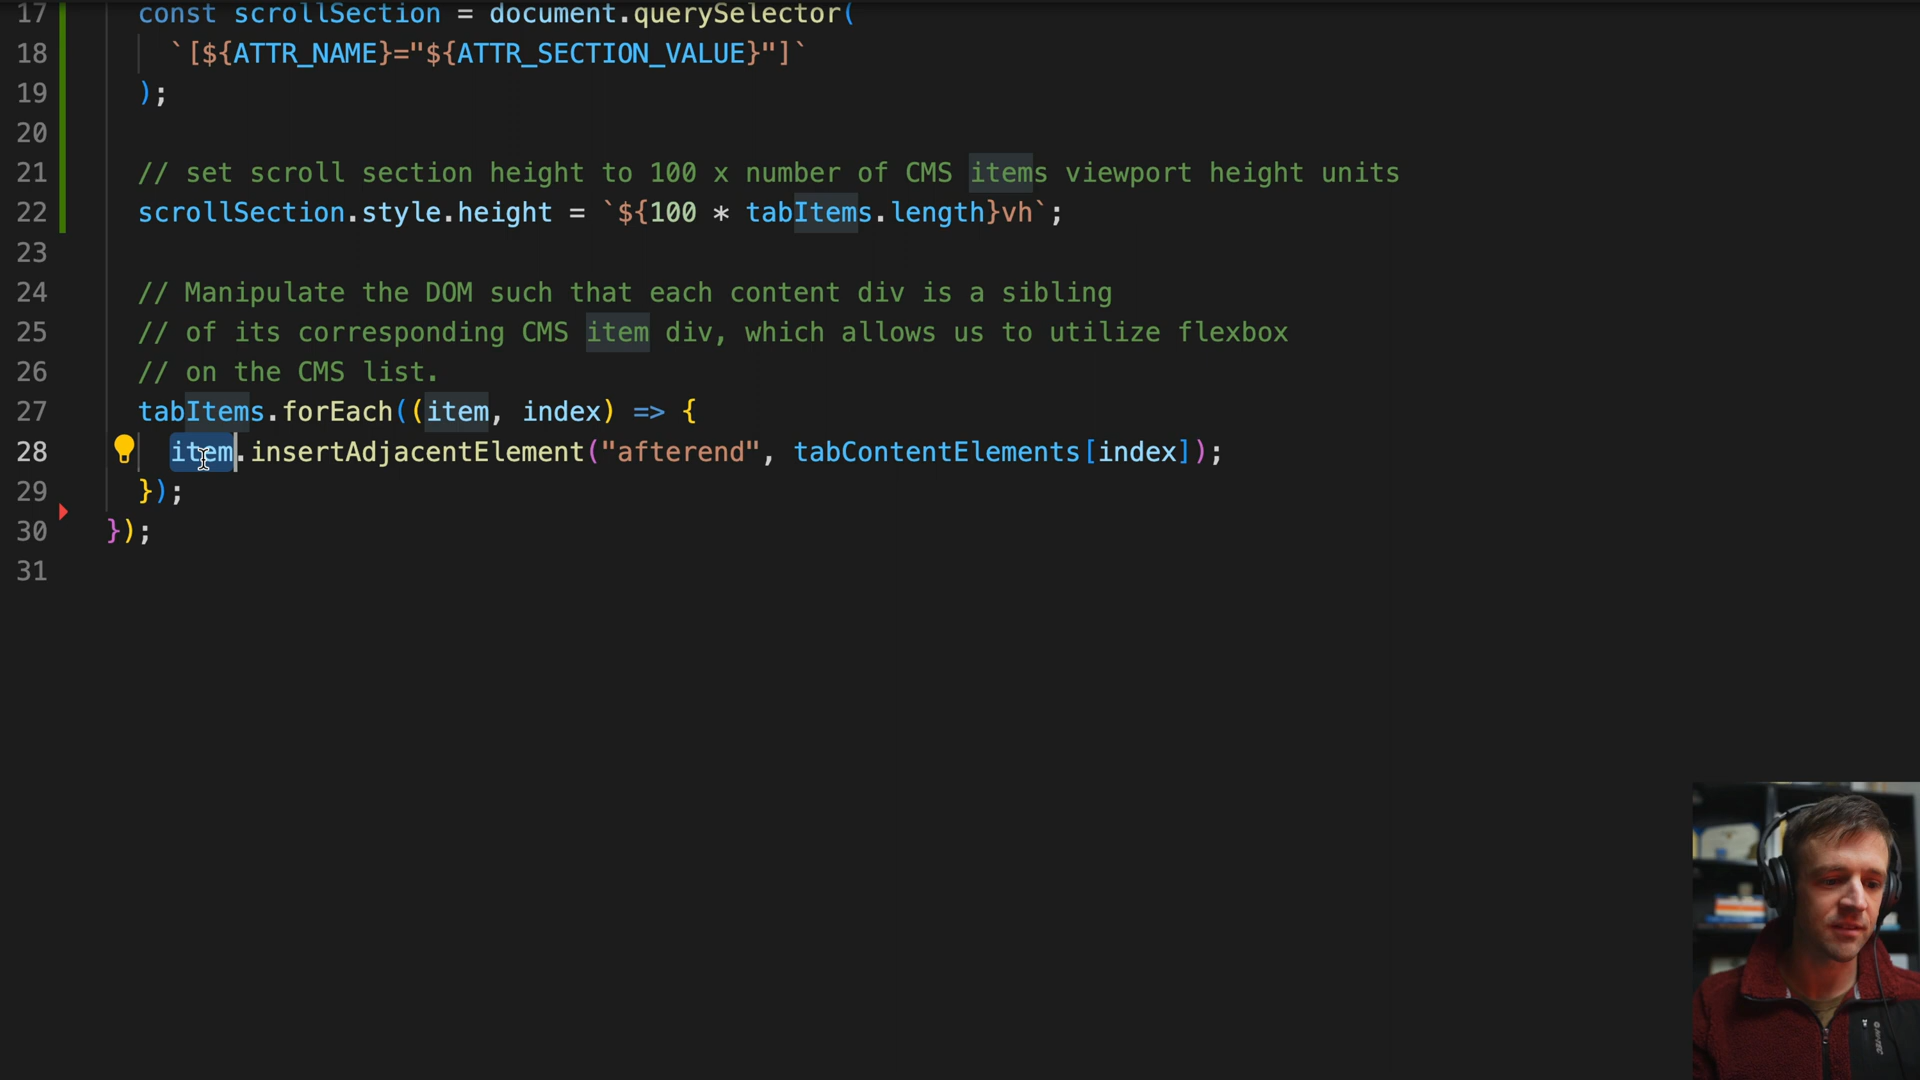 17 const scrollSection = document.querySelector(
18 `[${ATTR_NAME}="${ATTR_SECTION_VALUE}"]`
19 );
20
21 // set scroll section height to 100 x number of CMS items viewport height units
22 scrollSection.style.height = `${100 * tabItems.length}vh`;
23
24 // Manipulate the DOM such that each content div is a sibling
25 // of its corresponding CMS item div, which allows us to utilize flexbox
26 // on the CMS list.
27 tabItems.forEach((item, index) => {
28 item.insertAdjacentElement("afterend", tabContentElements[index]);
29 });
30 });
31